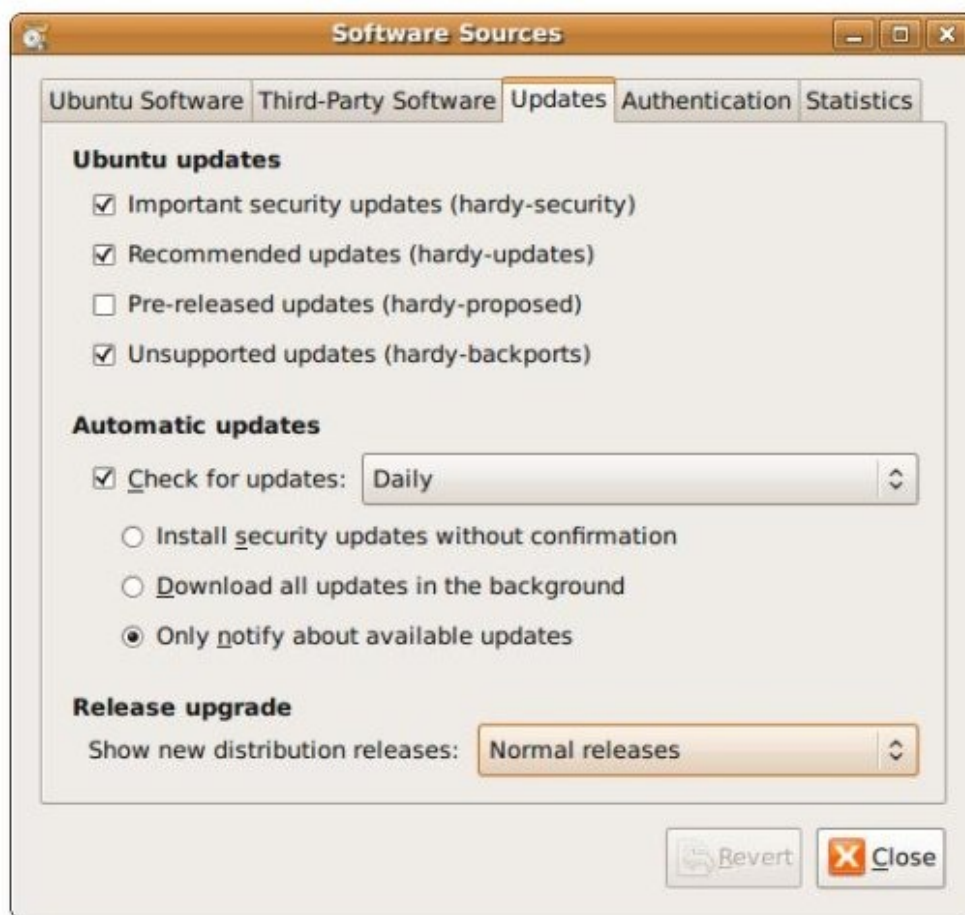 Software Sources
Ubuntu Software Third-Party Software Updates Authentication Statistics
Ubuntu updates
Important security updates (hardy-security)
Recommended updates (hardy-updates)
Pre-released updates (hardy-proposed)
Unsupported updates (hardy-backports)
Automatic updates
Check for updates: Daily
Install security updates without confirmation
Download all updates in the background
Only notify about available updates
Release upgrade
Show new distribution releases: Normal releases
Revert Close